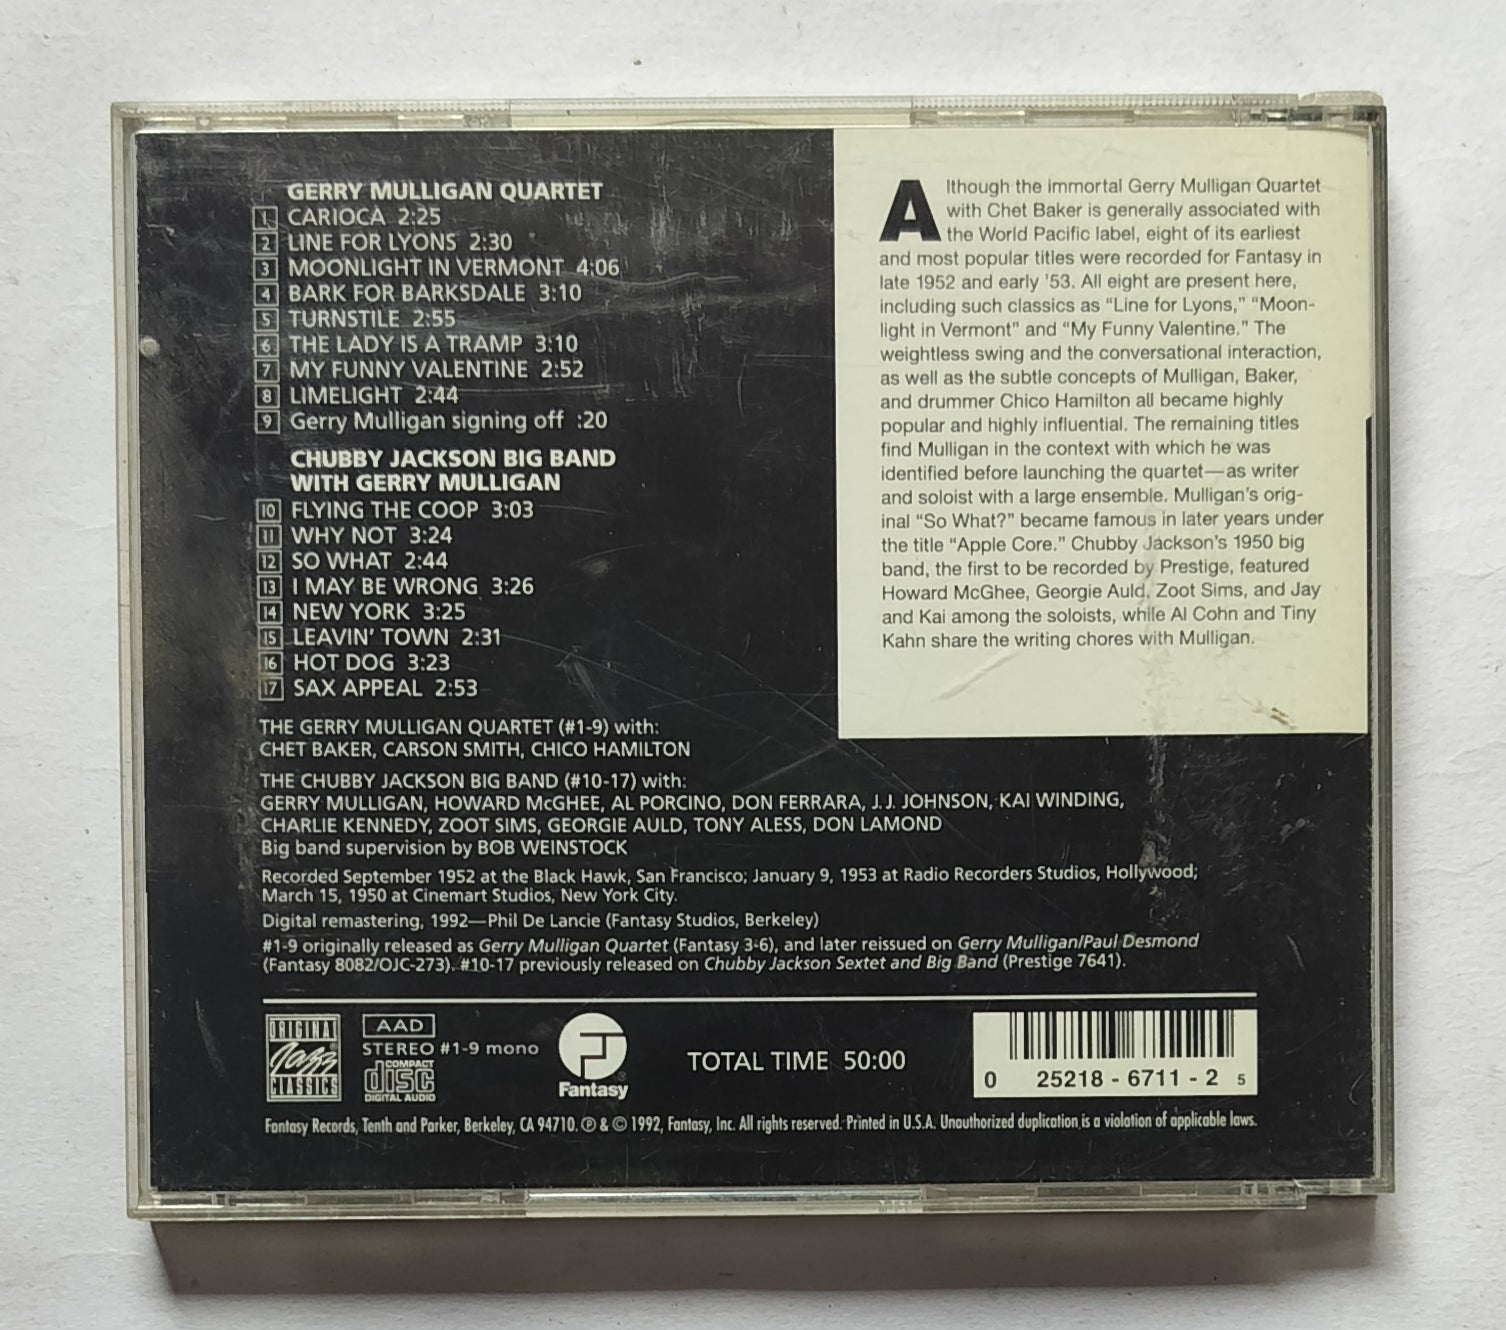 GERRY MULLIGAN QUARTET
1 CARIOCA 2:25
2 LINE FOR LYONS 2:30
3 MOONLIGHT IN VERMONT 4:06
4 BARK FOR BARKSDALE 3:10
5 TURNSTILE 2:55
6 THE LADY IS A TRAMP 3:10
7 MY FUNNY VALENTINE 2:52
8 LIMELIGHT 2:44
9 Gerry Mulligan signing off :20
CHUBBY JACKSON BIG BAND
WITH GERRY MULLIGAN
10 FLYING THE COOP 3:03
11 WHY NOT 3:24
12 SO WHAT 2:44
13 I MAY BE WRONG 3:26
14 NEW YORK 3:25
15 LEAVIN' TOWN 2:31
16 HOT DOG 3:23
17 SAX APPEAL 2:53
Although the immortal Gerry Mulligan Quartet
with Chet Baker is generally associated with
the World Pacific label, eight of its earliest
and most popular titles were recorded for Fantasy in
late 1952 and early '53. All eight are present here,
including such classics as “Line for Lyons,” “Moon-
light in Vermont” and “My Funny Valentine.” The
weightless swing and the conversational interaction,
as well as the subtle concepts of Mulligan, Baker,
and drummer Chico Hamilton all became highly
popular and highly influential. The remaining titles
find Mulligan in the context with which he was
identified before launching the quartet—as writer
and soloist with a large ensemble. Mulligan's orig-
inal “So What?” became famous in later years under
the title “Apple Core.” Chubby Jackson's 1950 big
band, the first to be recorded by Prestige, featured
Howard McGhee, Georgie Auld, Zoot Sims, and Jay
and Kai among the soloists, while Al Cohn and Tiny
Kahn share the writing chores with Mulligan.
THE GERRY MULLIGAN QUARTET (#1-9) with:
CHET BAKER, CARSON SMITH, CHICO HAMILTON
THE CHUBBY JACKSON BIG BAND (#10-17) with:
GERRY MULLIGAN, HOWARD McGHEE, AL PORCINO, DON FERRARA, J.J. JOHNSON, KAI WINDING,
CHARLIE KENNEDY, ZOOT SIMS, GEORGIE AULD, TONY ALESS, DON LAMOND
Big band supervision by BOB WEINSTOCK
Recorded September 1952 at the Black Hawk, San Francisco; January 9, 1953 at Radio Recorders Studios, Hollywood;
March 15, 1950 at Cinemart Studios, New York City.
Digital remastering, 1992—Phil De Lancie (Fantasy Studios, Berkeley)
#1-9 originally released as Gerry Mulligan Quartet (Fantasy 3-6), and later reissued on Gerry Mulligan/Paul Desmond
(Fantasy 8082/OJC-273). #10-17 previously released on Chubby Jackson Sextet and Big Band (Prestige 7641).
ORIGINAL
Jazz
CLASSICS
AAD
STEREO #1-9 mono
COMPACT
disc
DIGITAL AUDIO
Fantasy
TOTAL TIME 50:00
0 25218 - 6711 - 2 5
Fantasy Records, Tenth and Parker, Berkeley, CA 94710. ℗ & © 1992, Fantasy, Inc. All rights reserved. Printed in U.S.A. Unauthorized duplication is a violation of applicable laws.